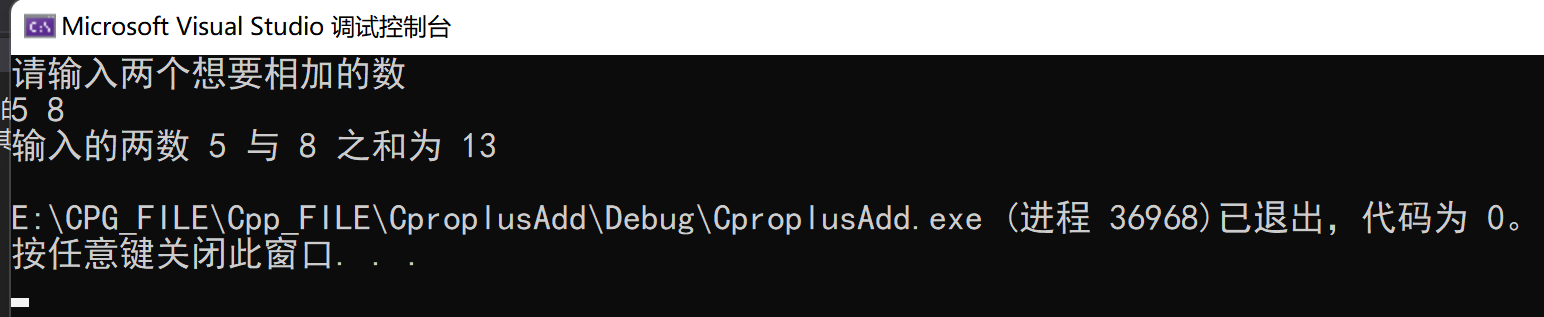 Microsoft Visual Studio 调试控制台
请输入两个想要相加的数
5 8
输入的两数 5 与 8 之和为 13
E:\CPG_FILE\Cpp_FILE\CproplusAdd\Debug\CproplusAdd.exe (进程 36968)已退出，代码为 0。
按任意键关闭此窗口. . .